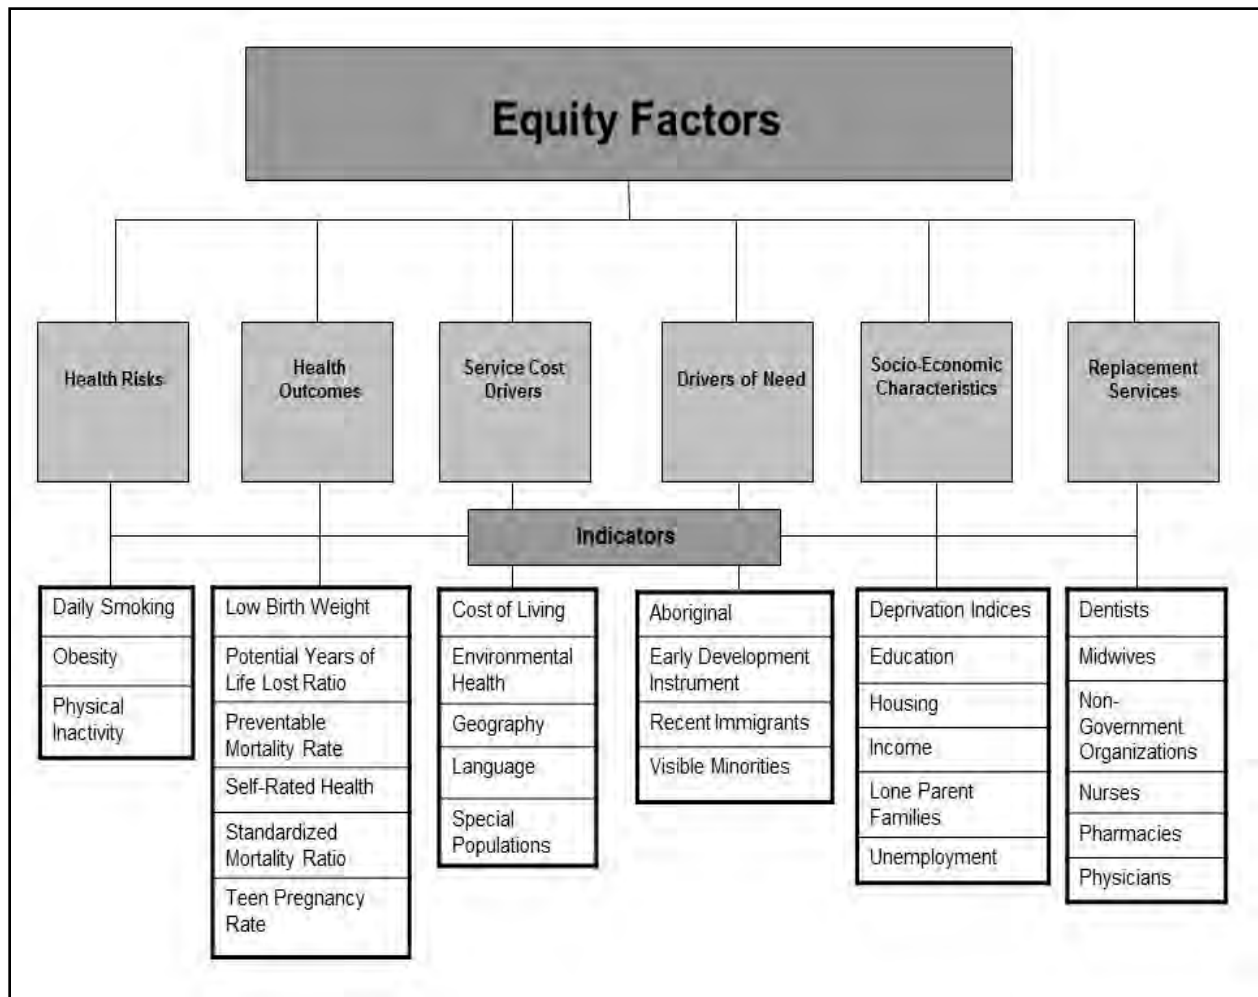 Equity Factors
Health Risks
Health
Outcomes
Service Cost
Drivers
Drivers of Need
Socio-Economic
Characteristics
Replacement
Services
Indicators
Daily Smoking
Obesity
Physical
Inactivity
Low Birth Weight
Potential Years of
Life Lost Ratio
Preventable
Mortality Rate
Self-Rated Health
Standardized
Mortality Ratio
Teen Pregnancy
Rate
Cost of Living
Environmental
Health
Geography
Language
Special
Populations
Aboriginal
Early Development
Instrument
Recent Immigrants
Visible Minorities
Deprivation Indices
Education
Housing
Income
Lone Parent
Families
Unemployment
Dentists
Midwives
Non-
Government
Organizations
Nurses
Pharmacies
Physicians